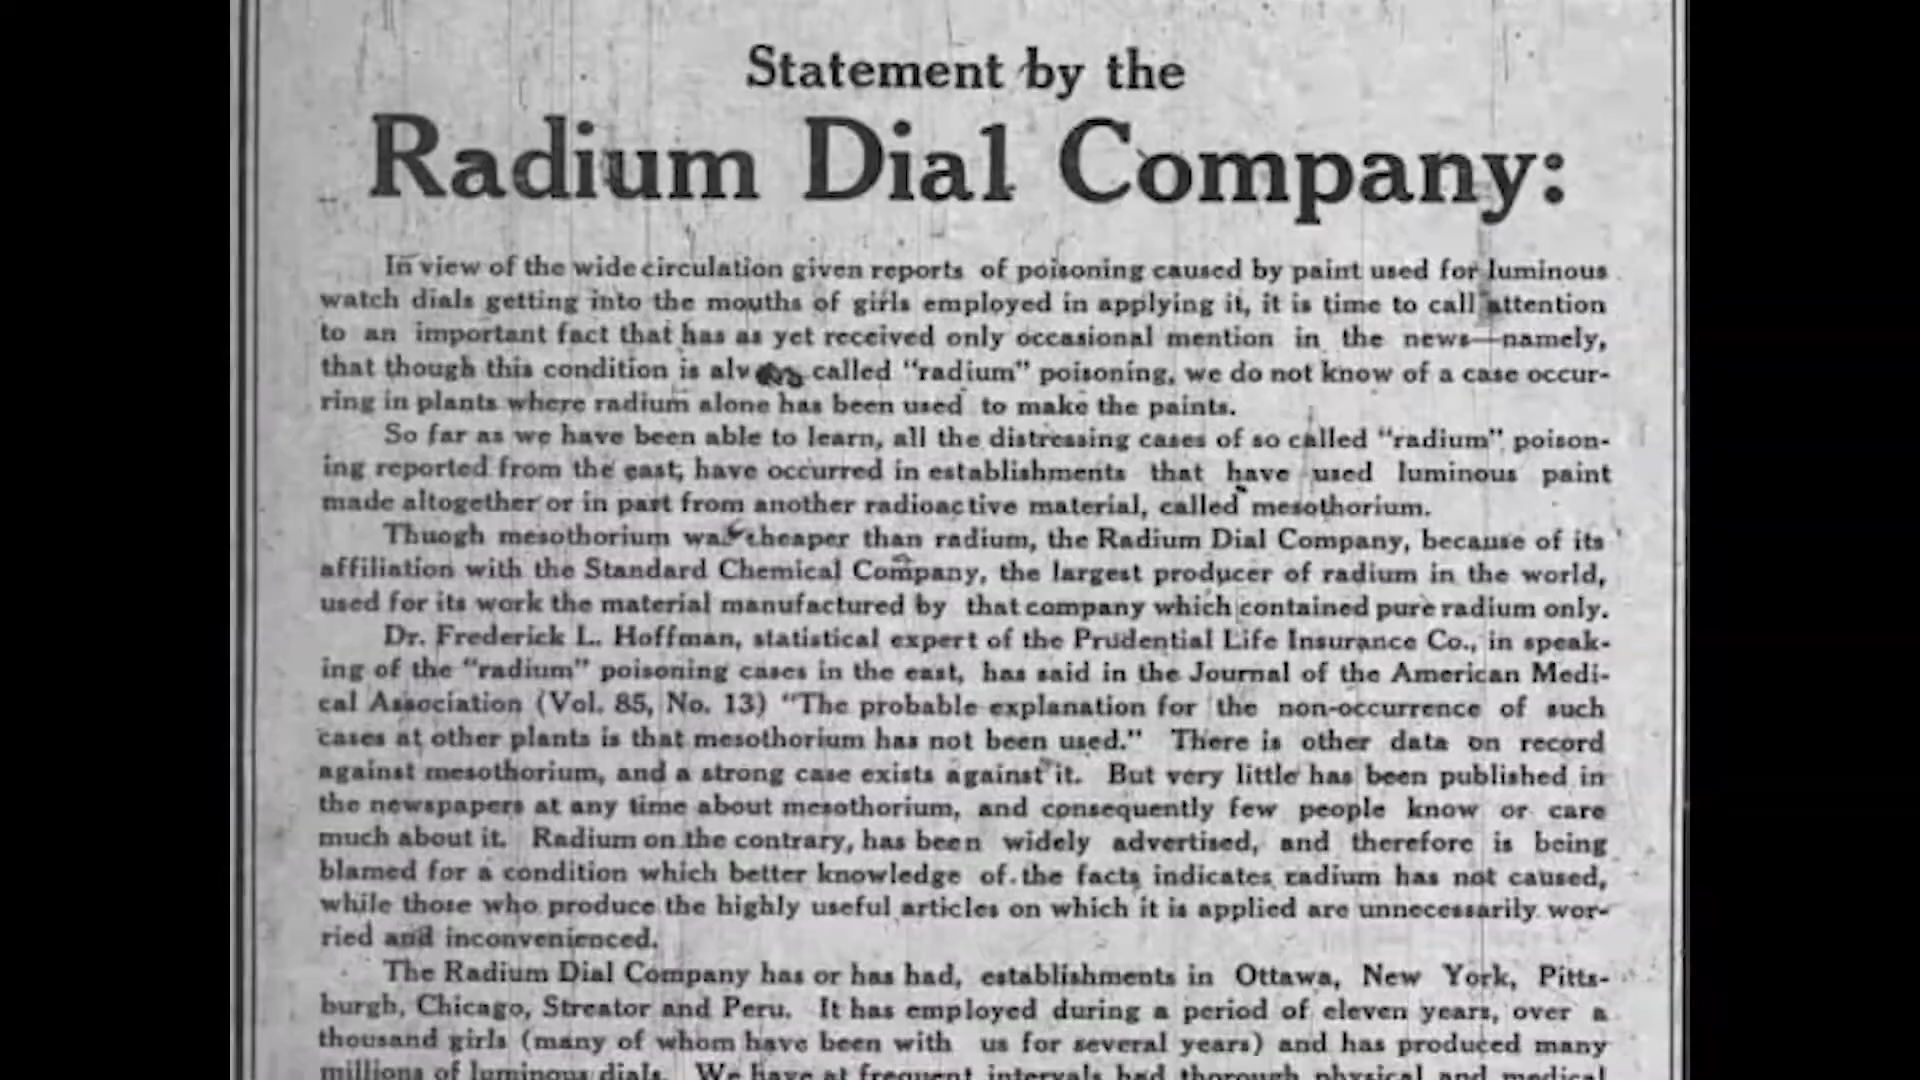 Statement by the
Radium Dial Company:
In view of the wide circulation given reports of poisoning caused by paint used for luminous
watch dials getting into the mouths of girls employed in applying it, it is time to call attention
to an important fact that has as yet received only occasional mention in the news—namely,
that though this condition is called "radium" poisoning, we do not know of a case occur-
ring in plants where radium alone has been used to make the paints.
So far as we have been able to learn, all the distressing cases of so called "radium" poison-
ing reported from the east, have occurred in establishments that have used luminous paint
made altogether or in part from another radioactive material, called mesothorium.
Thuogh mesothorium was cheaper than radium, the Radium Dial Company, because of its
affiliation with the Standard Chemical Company, the largest producer of radium in the world,
used for its work the material manufactured by that company which contained pure radium only.
Dr. Frederick L. Hoffman, statistical expert of the Prudential Life Insurance Co., in speak-
ing of the "radium" poisoning cases in the east, has said in the Journal of the American Medi-
cal Association (Vol. 85, No. 13) "The probable explanation for the non-occurrence of such
cases at other plants is that mesothorium has not been used." There is other data on record
against mesothorium, and a strong case exists against it. But very little has been published in
the newspapers at any time about mesothorium, and consequently few people know or care
much about it. Radium on the contrary, has been widely advertised, and therefore is being
blamed for a condition which better knowledge of the facts indicates radium has not caused,
while those who produce the highly useful articles on which it is applied are unnecessarily wor-
ried and inconvenienced.
The Radium Dial Company has or has had, establishments in Ottawa, New York, Pitts-
burgh, Chicago, Streator and Peru. It has employed during a period of eleven years, over a
thousand girls (many of whom have been with us for several years) and has produced many
millions of luminous dials. We have at frequent intervals had thorough physical and medical